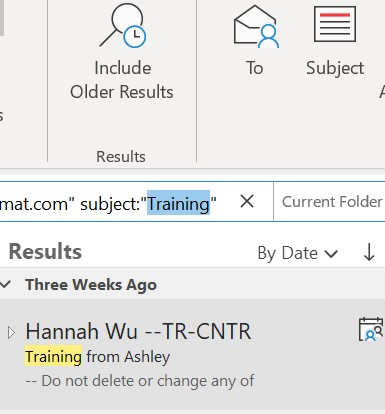 Include
Older Results
To
Subject
Results
mat.com" subject:"Training"
Current Folder
Results
By Date
Three Weeks Ago
Hannah Wu --TR-CNTR
Training from Ashley
-- Do not delete or change any of